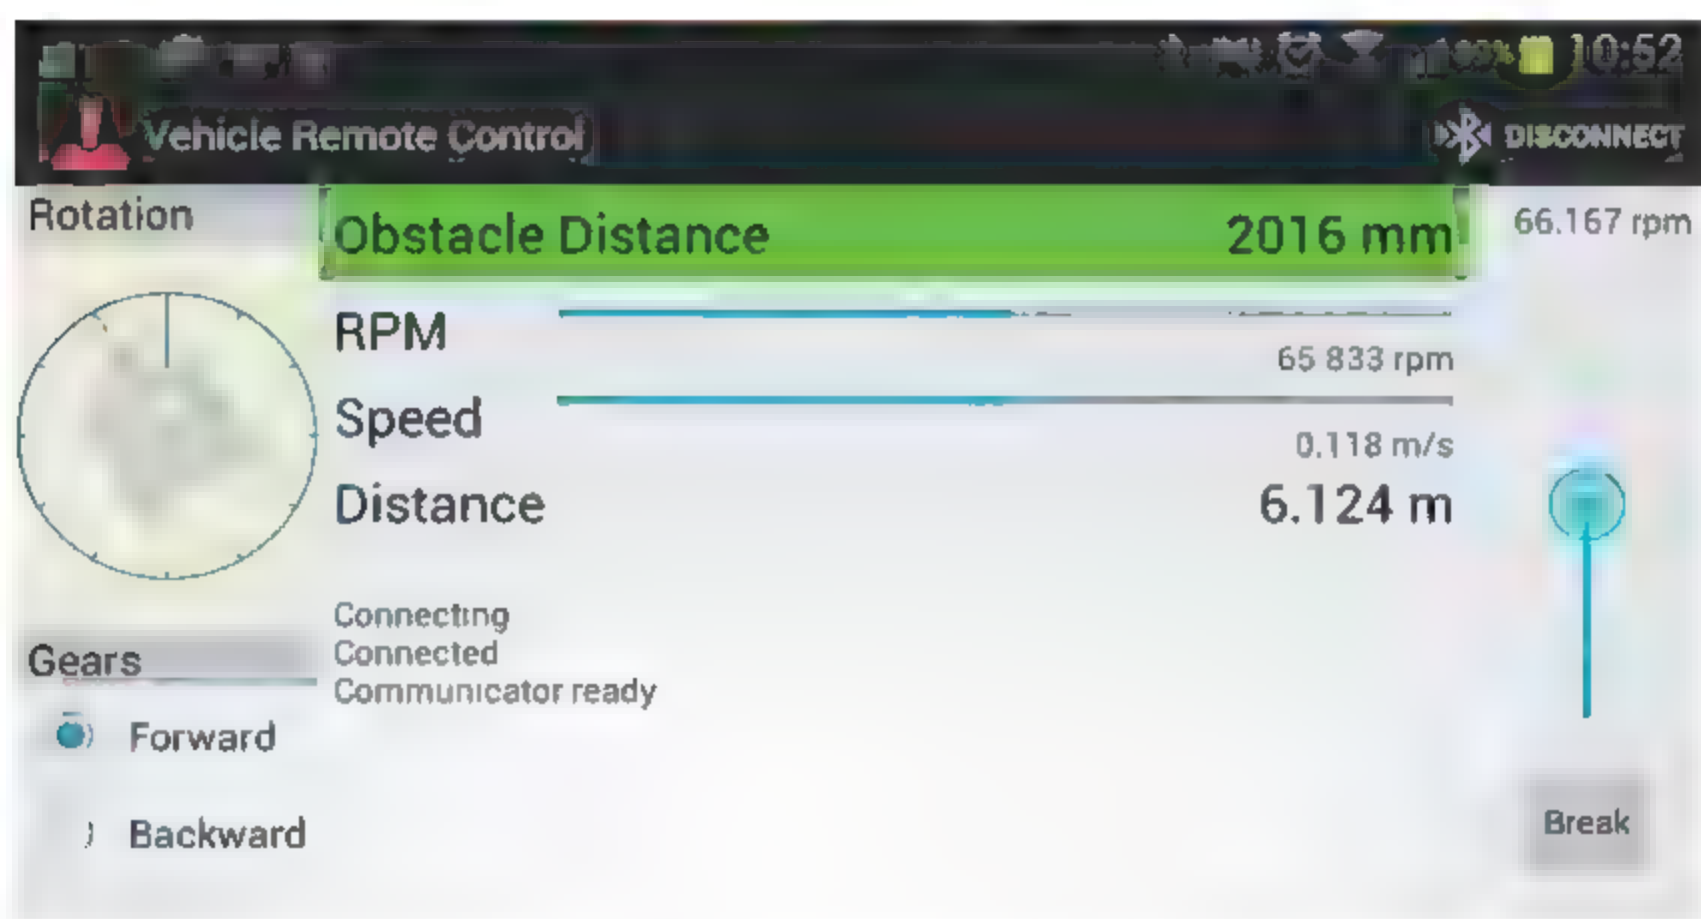 10:52
Vehicle Remote Control DISCONNECT
Rotation
Obstacle Distance 2016 mm
66.167 rpm
RPM
65 833 rpm
Speed
0.118 m/s
Distance 6.124 m
Connecting
Connected
Communicator ready
Gears
Forward
Backward
Break